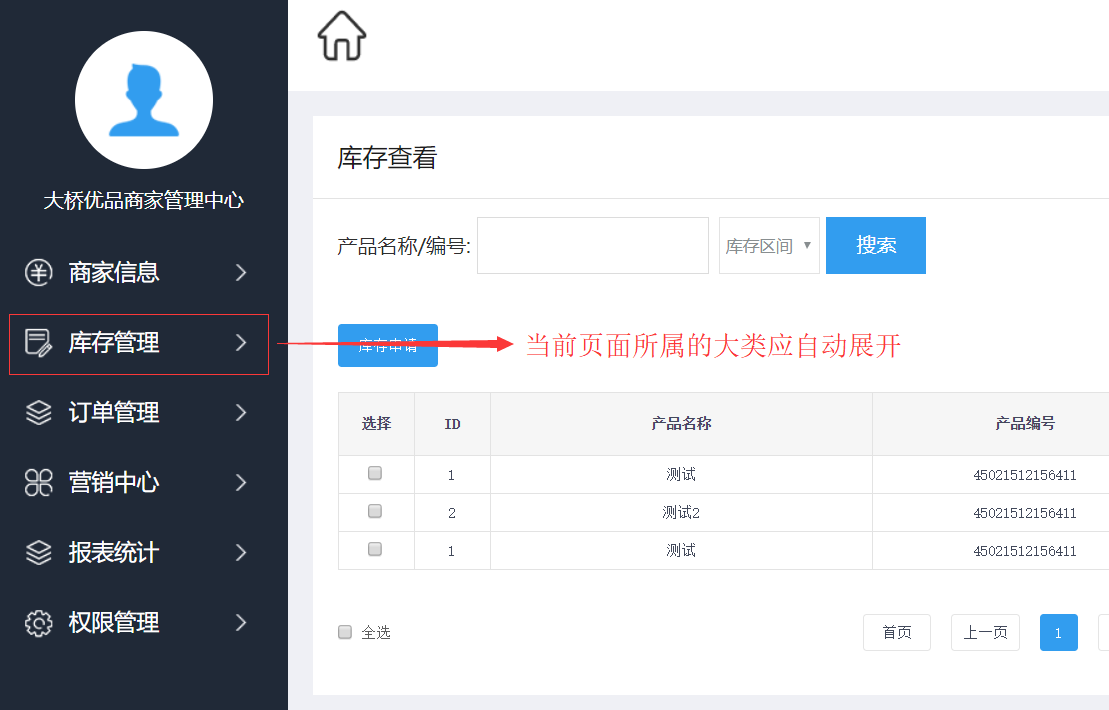 大桥优品商家管理中心
商家信息
库存管理
订单管理
营销中心
报表统计
权限管理
库存查看
产品名称/编号:
库存区间
搜索
库存申请
当前页面所属的大类应自动展开
选择 ID 产品名称 产品编号
1 测试 45021512156411
2 测试2 45021512156411
1 测试 45021512156411
全选 首页 上一页 1